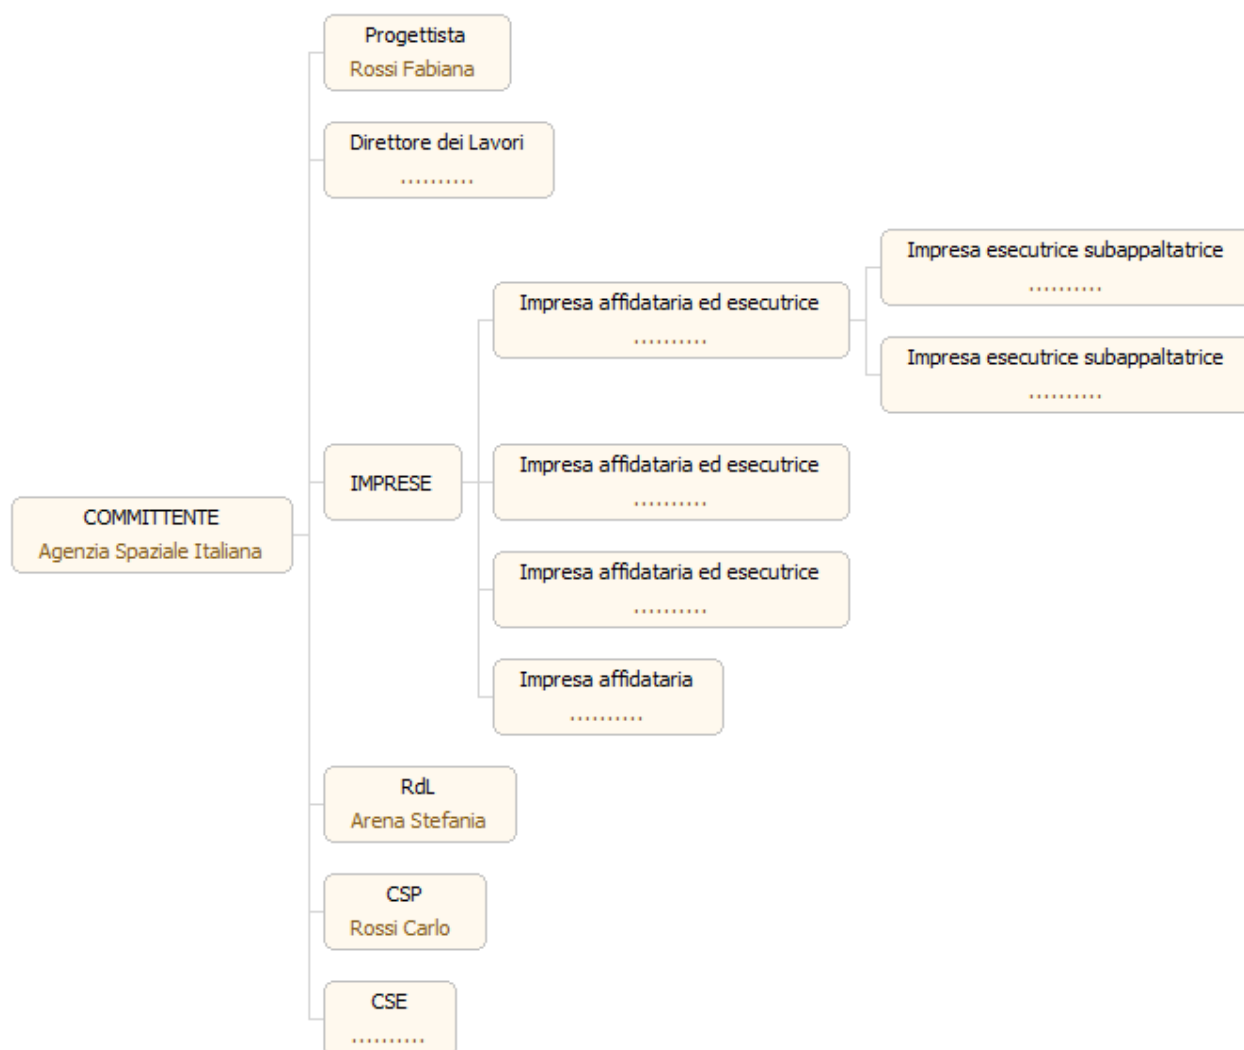 Progettista
Rossi Fabiana
Direttore dei Lavori
..........
Impresa esecutrice subappaltatrice
..........
Impresa affidataria ed esecutrice
..........
Impresa esecutrice subappaltatrice
..........
IMPRESE
Impresa affidataria ed esecutrice
..........
COMMITTENTE
Agenzia Spaziale Italiana
Impresa affidataria ed esecutrice
..........
Impresa affidataria
..........
RdL
Arena Stefania
CSP
Rossi Carlo
CSE
..........